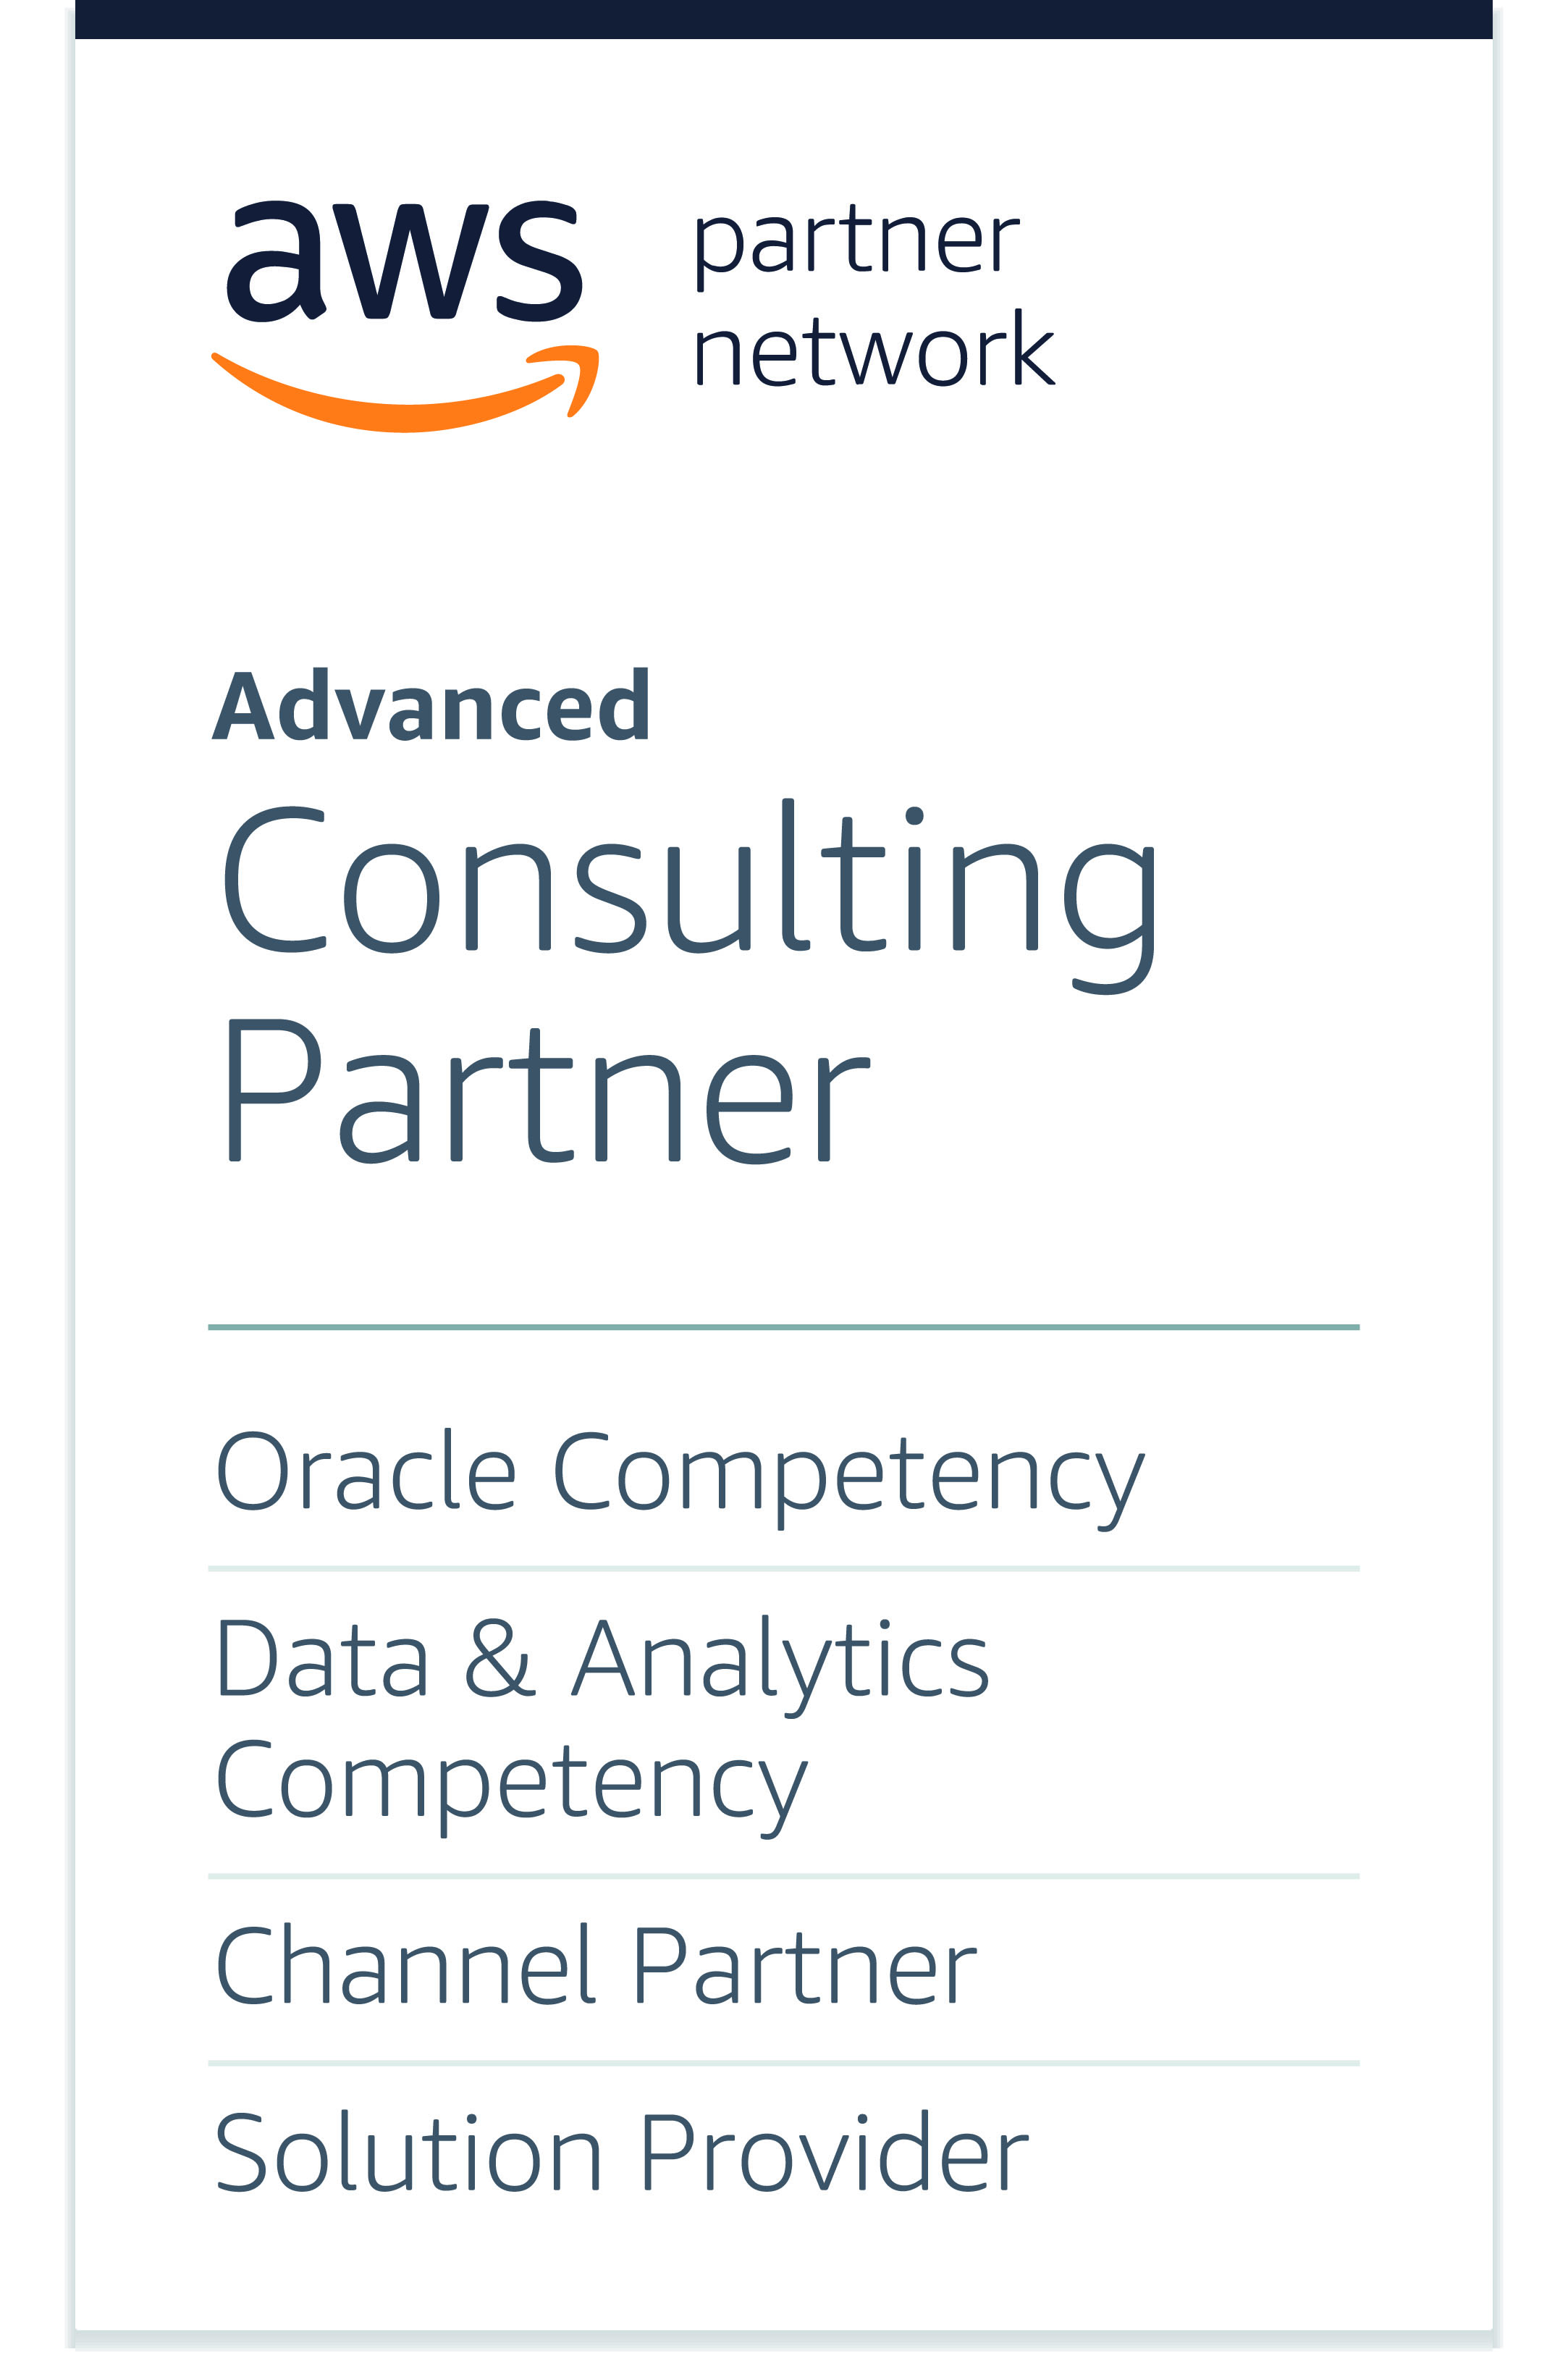 aws
partner
network
Advanced
Consulting
Partner
Oracle Competency
Data & Analytics
Competency
Channel Partner
Solution Provider